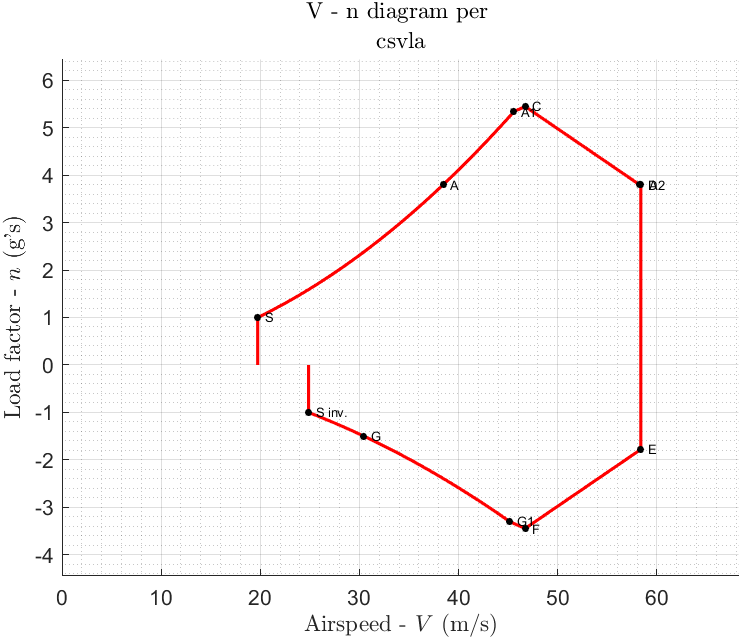 V - n diagram per
csvla
Load factor - n (g's)
6
5
4
3
2
1
0
-1
-2
-3
-4
C
A1
A
D
S
S inv.
G
E
G1
F
0
10
20
30
40
50
60
Airspeed - V (m/s)